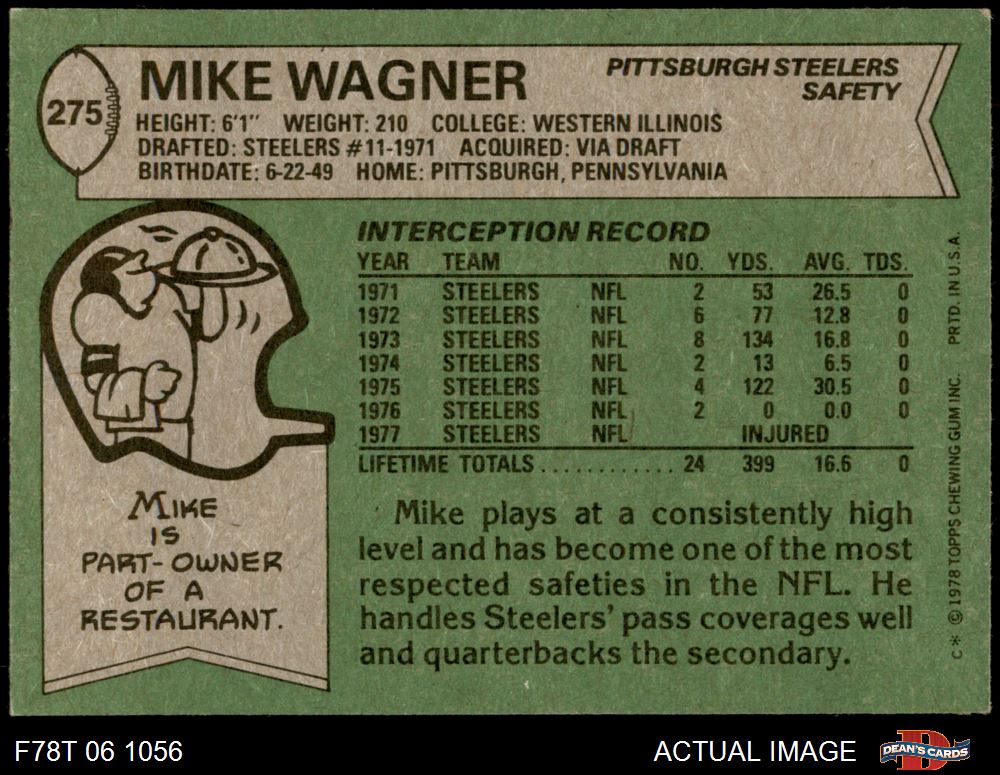 275
MIKE WAGNER
PITTSBURGH STEELERS
SAFETY
HEIGHT: 6'1" WEIGHT: 210 COLLEGE: WESTERN ILLINOIS
DRAFTED: STEELERS #11-1971 ACQUIRED: VIA DRAFT
BIRTHDATE: 6-22-49 HOME: PITTSBURGH, PENNSYLVANIA
INTERCEPTION RECORD
YEAR TEAM NO. YDS. AVG. TDS.
1971 STEELERS NFL 2 53 26.5 0
1972 STEELERS NFL 6 77 12.8 0
1973 STEELERS NFL 8 134 16.8 0
1974 STEELERS NFL 2 13 6.5 0
1975 STEELERS NFL 4 122 30.5 0
1976 STEELERS NFL 2 0 0.0 0
1977 STEELERS NFL INJURED
LIFETIME TOTALS............ 24 399 16.6 0
MIKE
IS
PART-OWNER
OF A
RESTAURANT.
Mike plays at a consistently high
level and has become one of the most
respected safeties in the NFL. He
handles Steelers' pass coverages well
and quarterbacks the secondary.
C* © 1978 TOPPS CHEWING GUM INC. PRTD. IN U.S.A.
F78T 06 1056
ACTUAL IMAGE
DEAN'S CARDS